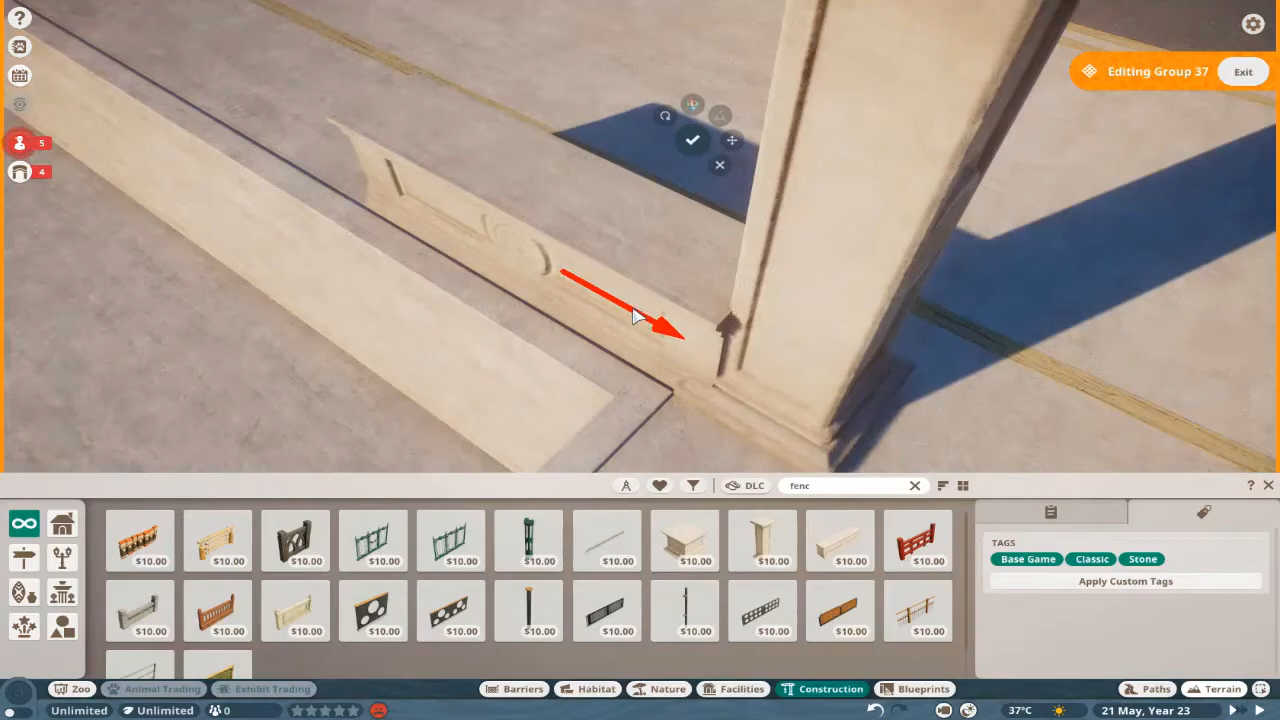 ?
Editing Group 37 Exit
5
4
DLC fenc ? 
$10.00 $10.00 $10.00 $10.00 $10.00 $10.00 $10.00 $10.00 $10.00 $10.00 $10.00
$10.00 $10.00 $10.00 $10.00 $10.00 $10.00 $10.00 $10.00 $10.00 $10.00 $10.00
TAGS
Base Game Classic Stone
Apply Custom Tags
Zoo Animal Trading Exhibit Trading Barriers Habitat Nature Facilities Construction Blueprints Paths Terrain
Unlimited Unlimited 0 37°C 21 May, Year 23